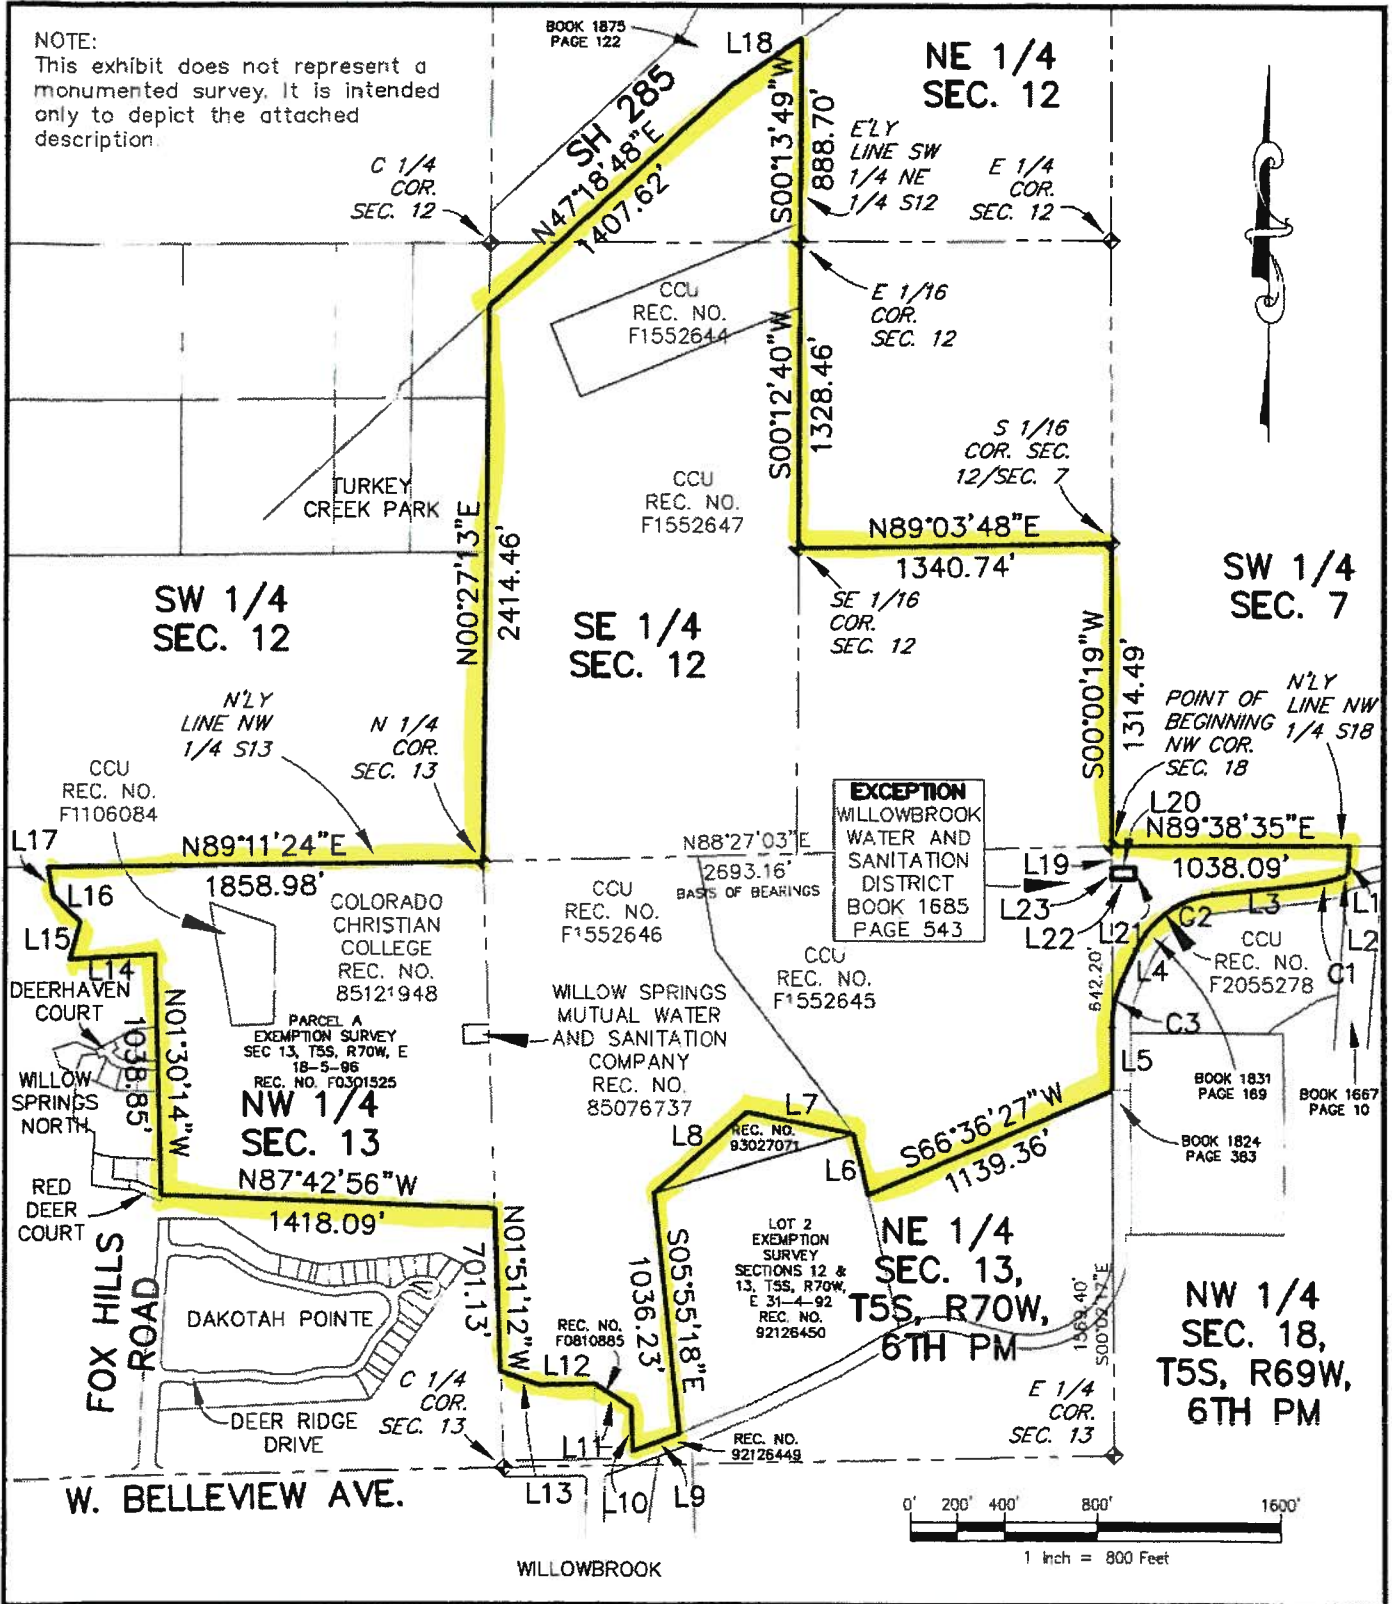 NOTE:
This exhibit does not represent a
monumented survey. It is intended
only to depict the attached
description.
BOOK 1875
PAGE 122
L18
NE 1/4
SEC. 12
SH 285
N47°18'48"E
1407.62'
S00°13'49"W
888.70'
E'LY
LINE SW
1/4 NE
1/4 S12
E 1/4
COR.
SEC. 12
C 1/4
COR.
SEC. 12
CCU
REC. NO.
F1552644
E 1/16
COR.
SEC. 12
S00°12'40"W
1328.46'
S 1/16
COR. SEC.
12/SEC. 7
TURKEY
CREEK PARK
CCU
REC. NO.
F1552647
N89°03'48"E
1340.74'
N00°27'13"E
2414.46'
SW 1/4
SEC. 12
SE 1/4
SEC. 12
SE 1/16
COR.
SEC. 12
SW 1/4
SEC. 7
S00°00'19"W
1314.49'
N'LY
LINE NW
1/4 S13
N 1/4
COR.
SEC. 13
POINT OF
BEGINNING
NW COR.
SEC. 18
N'LY
LINE NW
1/4 S18
CCU
REC. NO.
F1106084
EXCEPTION
WILLOWBROOK
WATER AND
SANITATION
DISTRICT
BOOK 1685
PAGE 543
L20
N89°38'35"E
1038.09'
L17
N89°11'24"E
1858.98'
N88°27'03"E
2693.16'
BASIS OF BEARINGS
L19
L23
L22
L21
L16
L15
L14
C2
L3
L1
L2
C1
L4
C3
L5
COLORADO
CHRISTIAN
COLLEGE
REC. NO.
85121948
CCU
REC. NO.
F1552646
CCU
REC. NO.
F1552645
CCU
REC. NO.
F2055278
642.20'
DEERHAVEN
COURT
N01°30'14"W
1038.85'
PARCEL A
EXEMPTION SURVEY
SEC 13, T5S, R70W, E
18-5-96
REC. NO. F0301525
WILLOW SPRINGS
MUTUAL WATER
AND SANITATION
COMPANY
REC. NO.
85076737
WILLOW
SPRINGS
NORTH
NW 1/4
SEC. 13
BOOK 1831
PAGE 169
BOOK 1667
PAGE 10
BOOK 1824
PAGE 383
L7
L8
REC. NO.
93027071
L6
S66°36'27"W
1139.36'
RED
DEER
COURT
N87°42'56"W
1418.09'
FOX HILLS
ROAD
N01°51'12"W
701.13'
S05°55'18"E
1036.23'
LOT 2
EXEMPTION
SURVEY
SECTIONS 12 &
13, T5S, R70W,
E 31-4-92
REC. NO.
92126450
NE 1/4
SEC. 13,
T5S, R70W,
6TH PM
1569.40'
S00°02'17"E
NW 1/4
SEC. 18,
T5S, R69W,
6TH PM
DAKOTAH POINTE
REC. NO.
F0810885
L12
C 1/4
COR.
SEC. 13
E 1/4
COR.
SEC. 13
DEER RIDGE
DRIVE
L11
REC. NO.
92126449
W. BELLEVIEW AVE.
L13
L10
L9
0' 200' 400' 800' 1600'
1 inch = 800 Feet
WILLOWBROOK